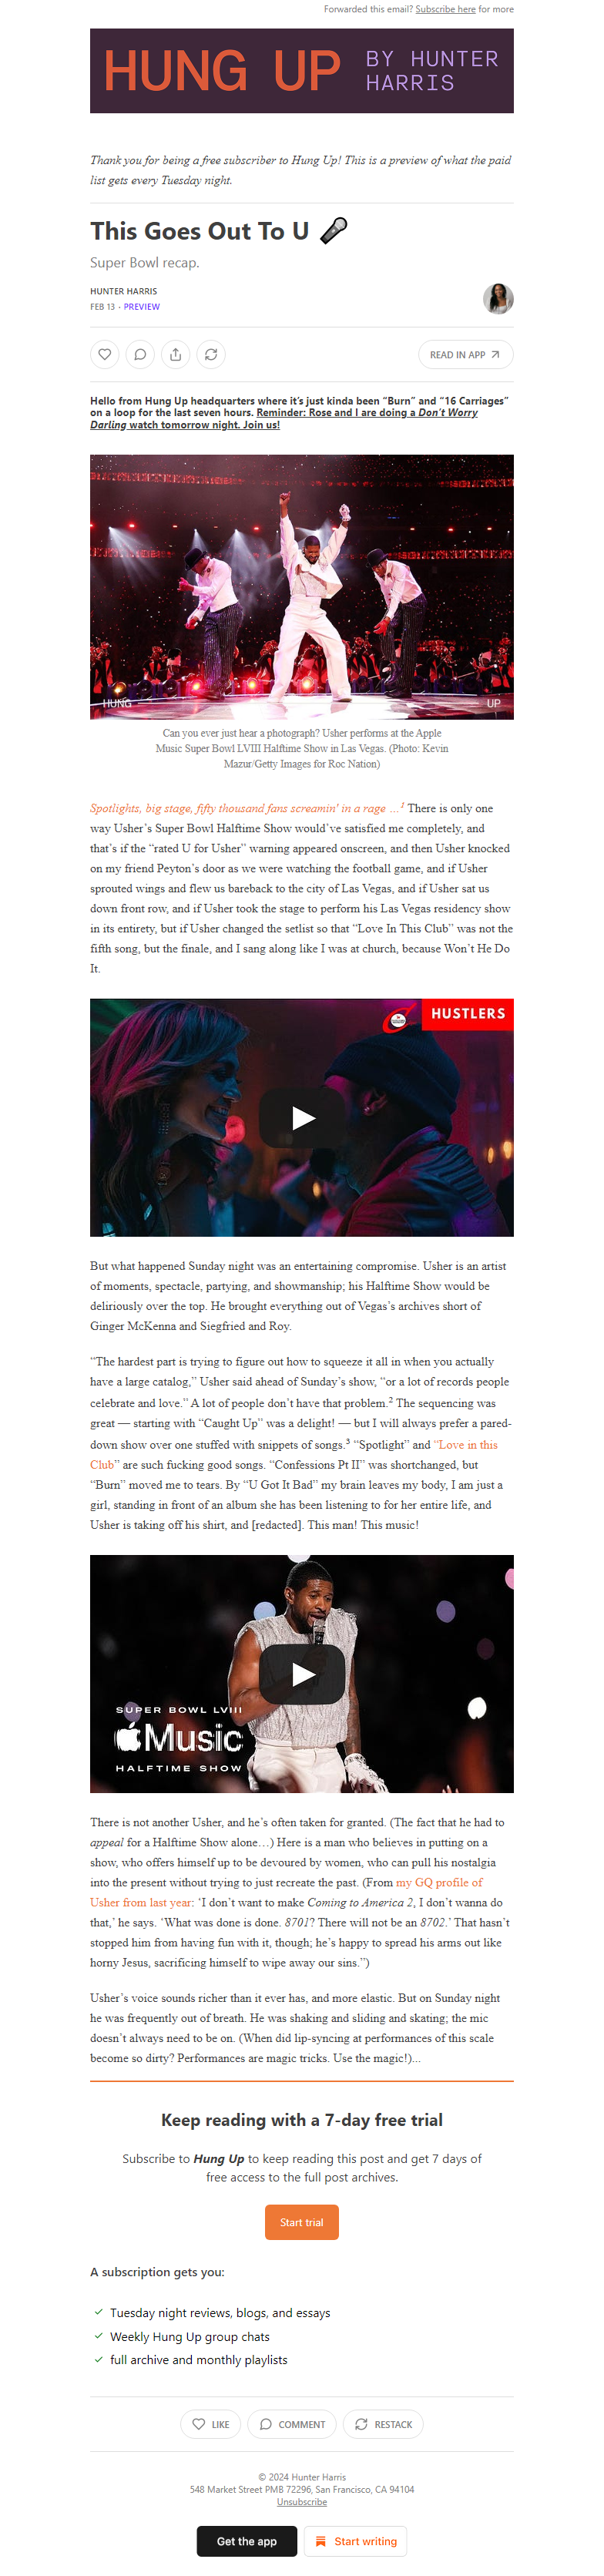 Forwarded this email? Subscribe here for more
HUNG UP
BY HUNTER
HARRIS
Thank you for being a free subscriber to Hung Up! This is a preview of what the paid
list gets every Tuesday night.
This Goes Out To U 🎤
Super Bowl recap.
HUNTER HARRIS
FEB 13 • PREVIEW
READ IN APP
Hello from Hung Up headquarters where it's just kinda been “Burn” and “16 Carriages”
on a loop for the last seven hours. Reminder: Rose and I are doing a Don't Worry
Darling watch tomorrow night. Join us!
HUNG
UP
Can you ever just hear a photograph? Usher performs at the Apple
Music Super Bowl LVIII Halftime Show in Las Vegas. (Photo: Kevin
Mazur/Getty Images for Roc Nation)
Spotlights, big stage, fifty thousand fans screamin' in a rage …1 There is only one
way Usher's Super Bowl Halftime Show would've satisfied me completely, and
that's if the “rated U for Usher” warning appeared onscreen, and then Usher knocked
on my friend Peyton's door as we were watching the football game, and if Usher
sprouted wings and flew us bareback to the city of Las Vegas, and if Usher sat us
down front row, and if Usher took the stage to perform his Las Vegas residency show
in its entirety, but if Usher changed the setlist so that “Love In This Club” was not the
fifth song, but the finale, and I sang along like I was at church, because Won't He Do
It.
HUSTLERS
But what happened Sunday night was an entertaining compromise. Usher is an artist
of moments, spectacle, partying, and showmanship; his Halftime Show would be
deliriously over the top. He brought everything out of Vegas's archives short of
Ginger McKenna and Siegfried and Roy.
“The hardest part is trying to figure out how to squeeze it all in when you actually
have a large catalog,” Usher said ahead of Sunday's show, “or a lot of records people
celebrate and love.“ A lot of people don't have that problem.2 The sequencing was
great — starting with “Caught Up” was a delight! — but I will always prefer a pared-
down show over one stuffed with snippets of songs.3 “Spotlight” and “Love in this
Club” are such fucking good songs. “Confessions Pt II” was shortchanged, but
“Burn” moved me to tears. By “U Got It Bad” my brain leaves my body, I am just a
girl, standing in front of an album she has been listening to for her entire life, and
Usher is taking off his shirt, and [redacted]. This man! This music!
SUPER BOWL LVIII
Music
HALFTIME SHOW
There is not another Usher, and he's often taken for granted. (The fact that he had to
appeal for a Halftime Show alone…) Here is a man who believes in putting on a
show, who offers himself up to be devoured by women, who can pull his nostalgia
into the present without trying to just recreate the past. (From my GQ profile of
Usher from last year: ‘I don't want to make Coming to America 2, I don't wanna do
that,’ he says. ‘What was done is done. 8701? There will not be an 8702.’ That hasn't
stopped him from having fun with it, though; he's happy to spread his arms out like
horny Jesus, sacrificing himself to wipe away our sins.”)
Usher's voice sounds richer than it ever has, and more elastic. But on Sunday night
he was frequently out of breath. He was shaking and sliding and skating; the mic
doesn't always need to be on. (When did lip-syncing at performances of this scale
become so dirty? Performances are magic tricks. Use the magic!)...
Keep reading with a 7-day free trial
Subscribe to Hung Up to keep reading this post and get 7 days of
free access to the full post archives.
Start trial
A subscription gets you:
Tuesday night reviews, blogs, and essays
Weekly Hung Up group chats
full archive and monthly playlists
LIKE
COMMENT
RESTACK
© 2024 Hunter Harris
548 Market Street PMB 72296, San Francisco, CA 94104
Unsubscribe
Get the app
Start writing